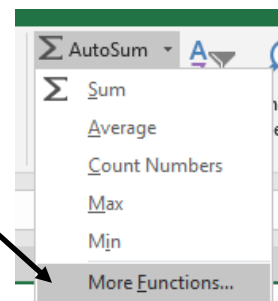 ∑ AutoSum
∑ Sum
Average
Count Numbers
Max
Min
More Functions...